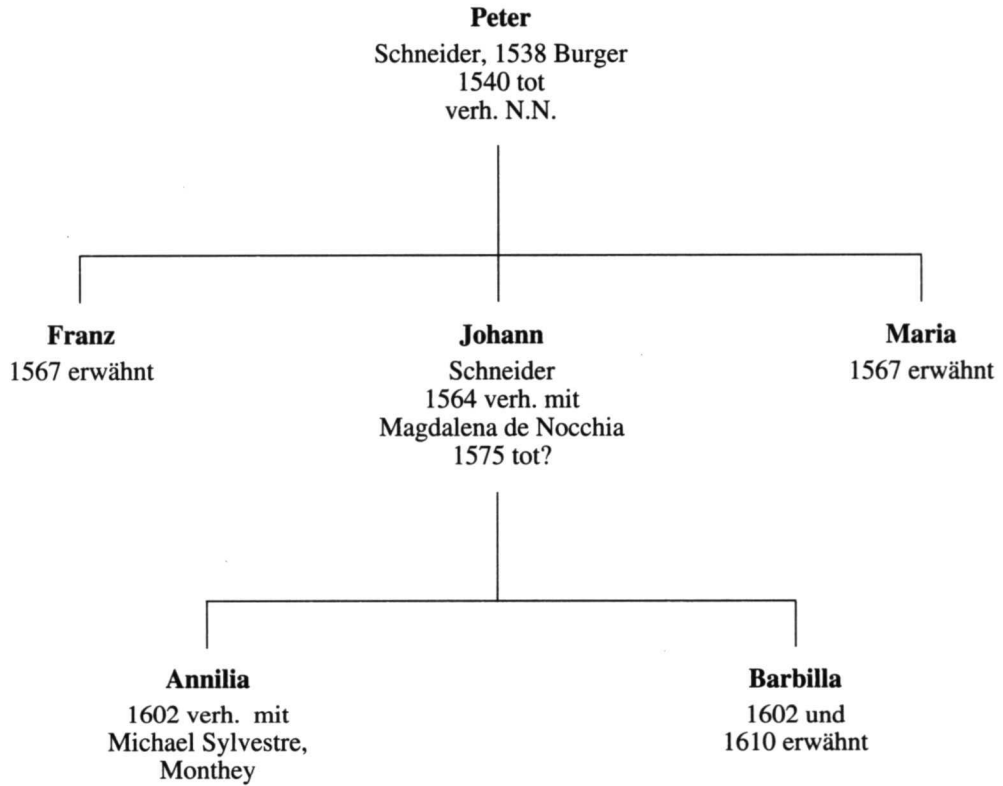 Peter
Schneider, 1538 Burger
1540 tot
verh. N.N.
Franz
1567 erwähnt
Johann
Schneider
1564 verh. mit
Magdalena de Nocchia
1575 tot?
Maria
1567 erwähnt
Annilia
1602 verh. mit
Michael Sylvestre,
Monthey
Barbilla
1602 und
1610 erwähnt